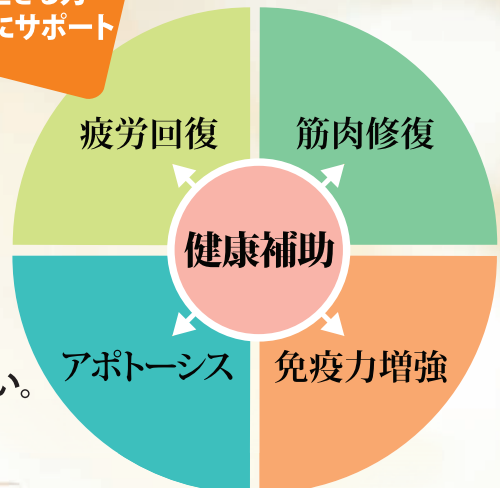 にサポート
疲労回復
筋肉修復
健康補助
アポトーシス
免疫力増強
い。